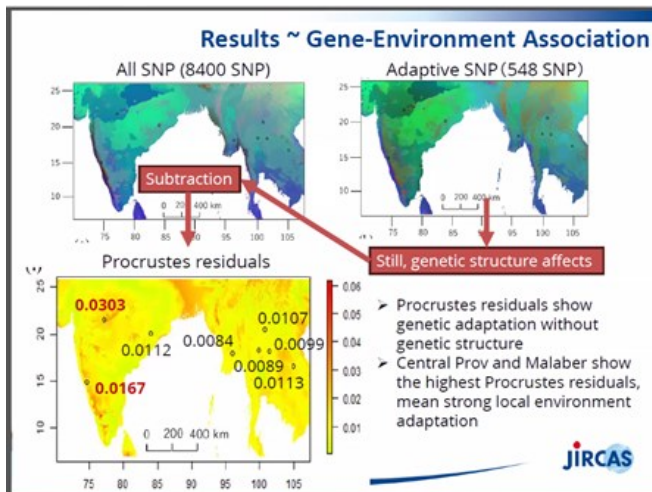 Results ~ Gene-Environment Association
All SNP (8400 SNP)
Adaptive SNP (548 SNP)
25
20
15
10
75 80 85 90 95 100 105
0 200 400 km
25
20
15
10
75 80 85 90 95 100 105
0 200 400 km
Subtraction
Still, genetic structure affects
Procrustes residuals
25
20
15
10
75 80 85 90 95 100 105
0.0303
0.0112
0.0167
0.0084
0.0107
0.0099
0.0089
0.0113
0 200 400 km
0.06
0.05
0.04
0.03
0.02
0.01
➢ Procrustes residuals show
genetic adaptation without
genetic structure
➢ Central Prov and Malaber show
the highest Procrustes residuals,
mean strong local environment
adaptation
JIRCAS